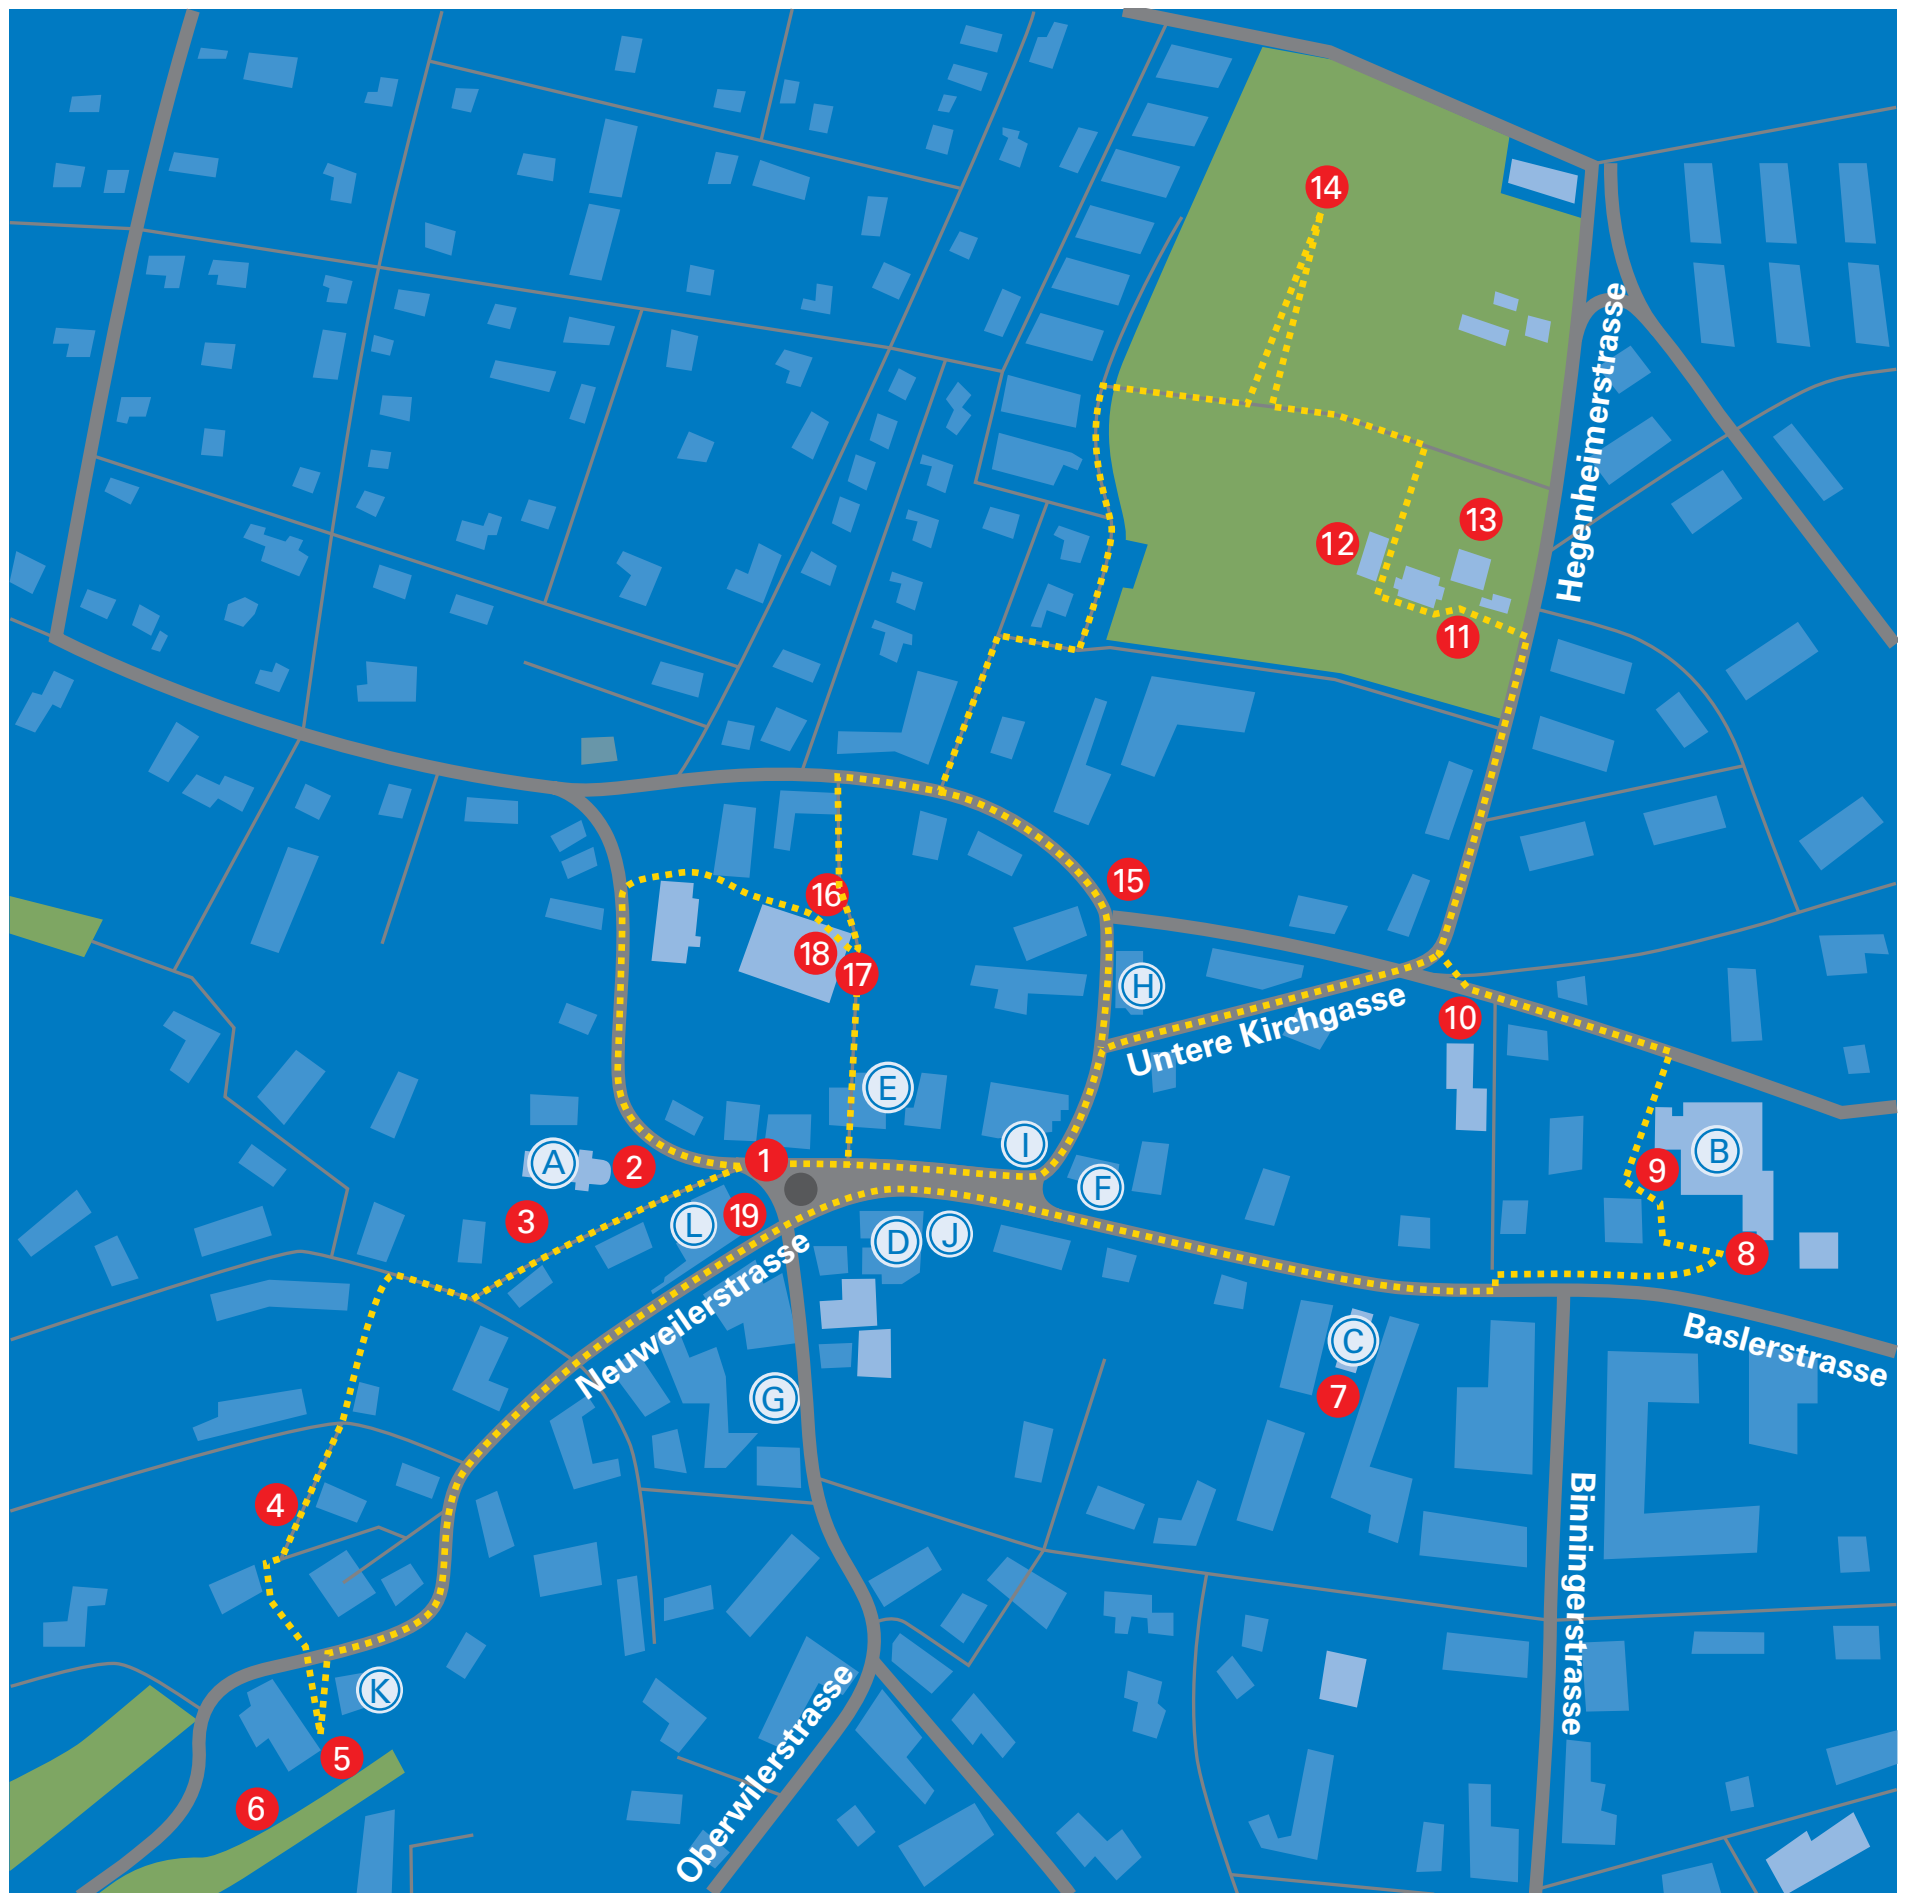 14
Hegenheimerstrasse
13
12
11
15
16
18
17
H
10
Untere Kirchgasse
E
I
1
A
2
B
9
F
3
L
19
D
J
8
Neuweilerstrasse
C
Baslerstrasse
G
7
4
Binningerstrasse
K
5
6
Oberwilerstrasse